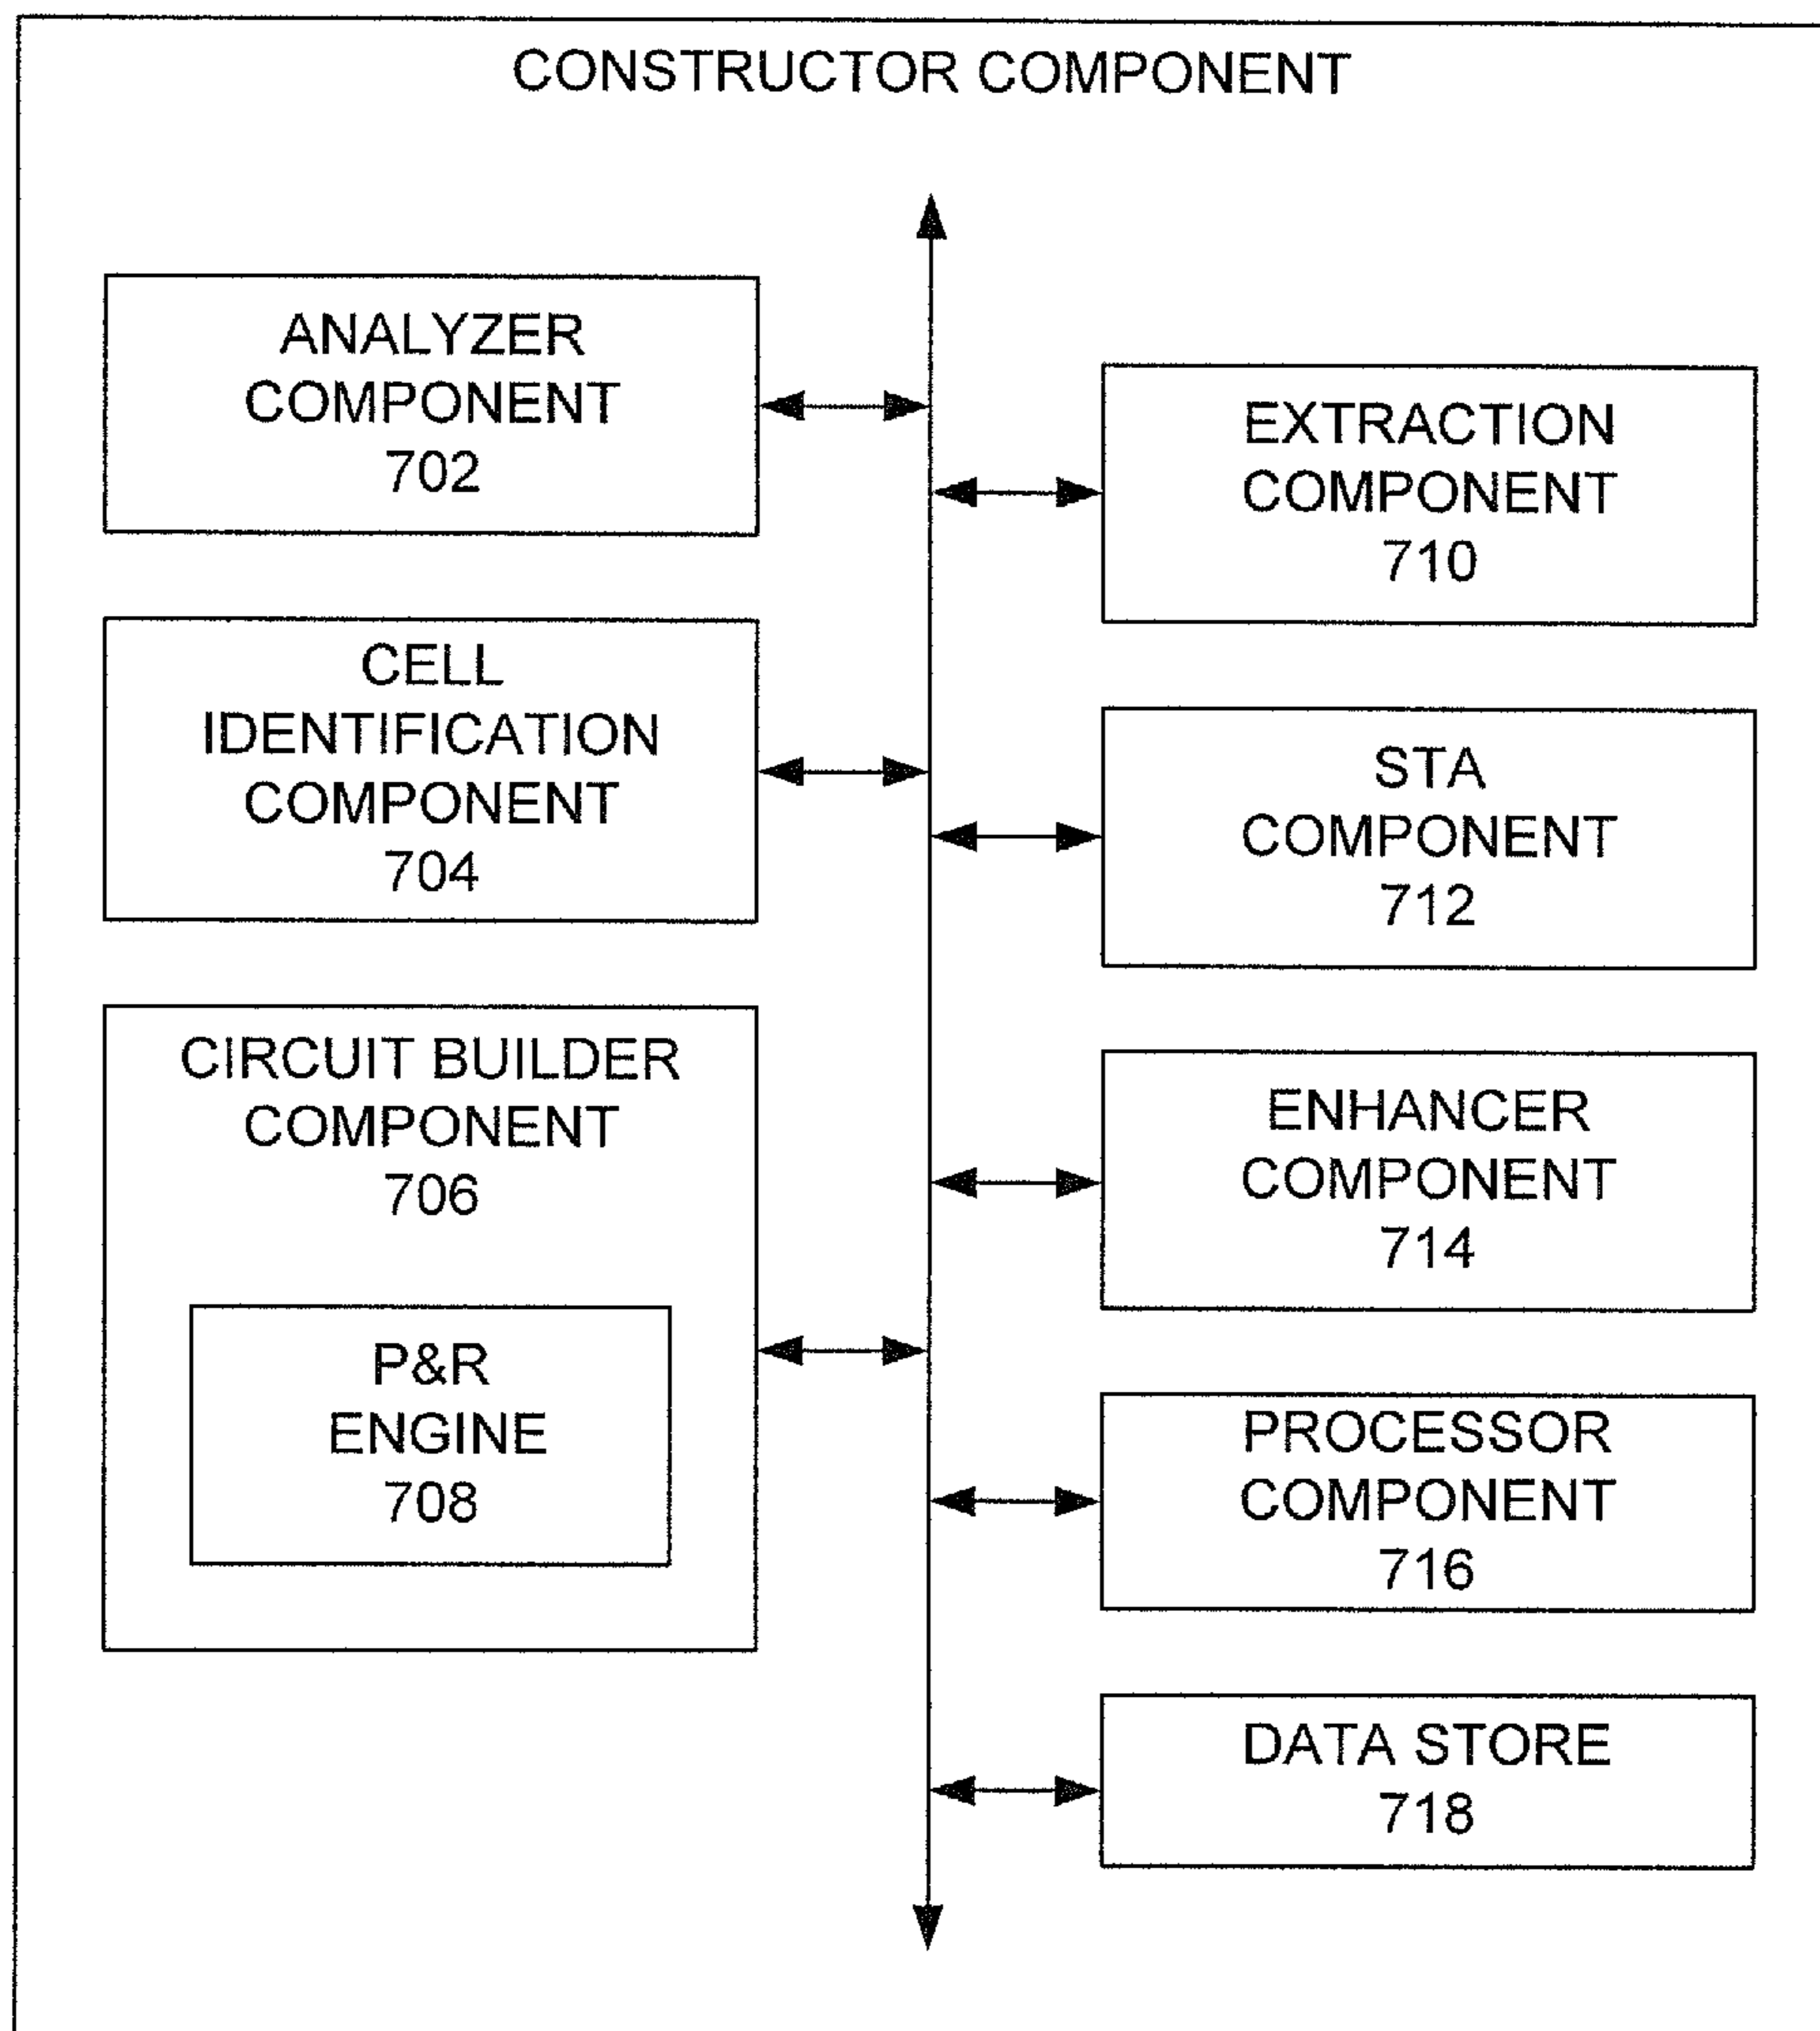 CONSTRUCTOR COMPONENT
ANALYZER
COMPONENT
702
CELL
IDENTIFICATION
COMPONENT
704
CIRCUIT BUILDER
COMPONENT
706
P&R
ENGINE
708
EXTRACTION
COMPONENT
710
STA
COMPONENT
712
ENHANCER
COMPONENT
714
PROCESSOR
COMPONENT
716
DATA STORE
718